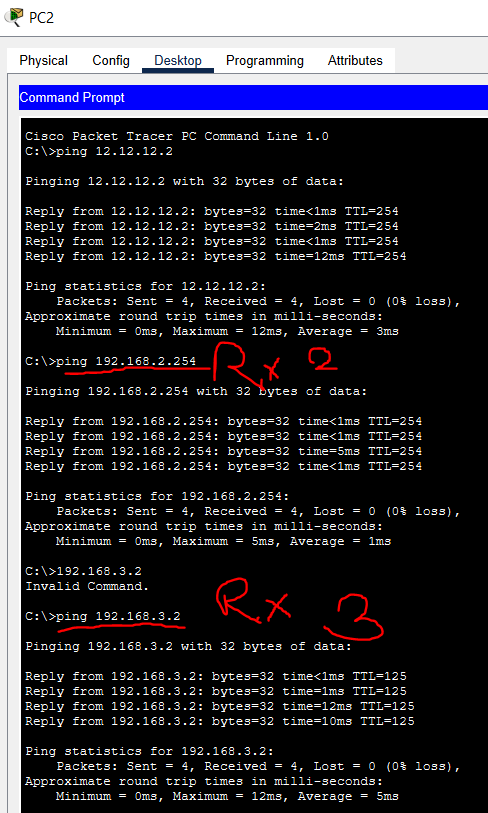 PC2
Physical Config Desktop Programming Attributes
Command Prompt
Cisco Packet Tracer PC Command Line 1.0
C:\>ping 12.12.12.2
Pinging 12.12.12.2 with 32 bytes of data:
Reply from 12.12.12.2: bytes=32 time<1ms TTL=254
Reply from 12.12.12.2: bytes=32 time=2ms TTL=254
Reply from 12.12.12.2: bytes=32 time<1ms TTL=254
Reply from 12.12.12.2: bytes=32 time=12ms TTL=254
Ping statistics for 12.12.12.2:
Packets: Sent = 4, Received = 4, Lost = 0 (0% loss),
Approximate round trip times in milli-seconds:
Minimum = 0ms, Maximum = 12ms, Average = 3ms
C:\>ping 192.168.2.254 Rx 2
Pinging 192.168.2.254 with 32 bytes of data:
Reply from 192.168.2.254: bytes=32 time<1ms TTL=254
Reply from 192.168.2.254: bytes=32 time<1ms TTL=254
Reply from 192.168.2.254: bytes=32 time=5ms TTL=254
Reply from 192.168.2.254: bytes=32 time<1ms TTL=254
Ping statistics for 192.168.2.254:
Packets: Sent = 4, Received = 4, Lost = 0 (0% loss),
Approximate round trip times in milli-seconds:
Minimum = 0ms, Maximum = 5ms, Average = 1ms
C:\>192.168.3.2
Invalid Command.
C:\>ping 192.168.3.2 Rx 3
Pinging 192.168.3.2 with 32 bytes of data:
Reply from 192.168.3.2: bytes=32 time<1ms TTL=125
Reply from 192.168.3.2: bytes=32 time=1ms TTL=125
Reply from 192.168.3.2: bytes=32 time=12ms TTL=125
Reply from 192.168.3.2: bytes=32 time=10ms TTL=125
Ping statistics for 192.168.3.2:
Packets: Sent = 4, Received = 4, Lost = 0 (0% loss),
Approximate round trip times in milli-seconds:
Minimum = 0ms, Maximum = 12ms, Average = 5ms